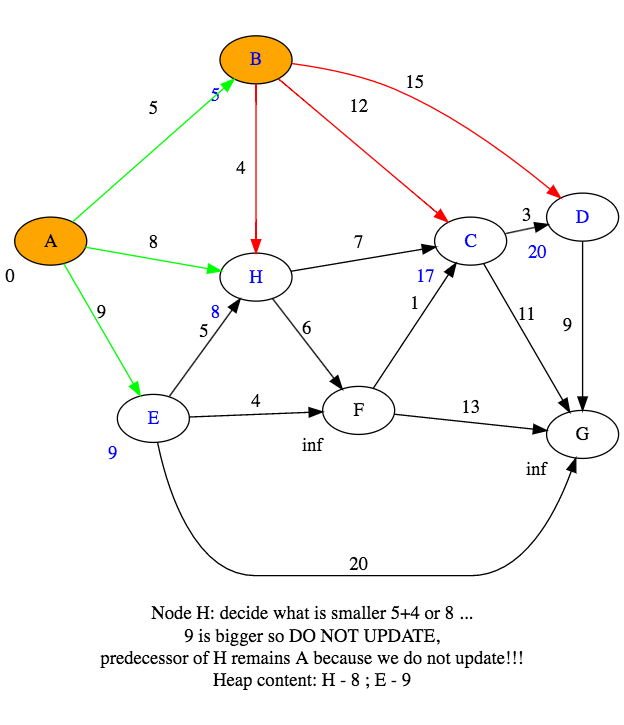 B
15
5
5
12
4
A
8
3
D
7
C
0
H
20
17
9
8
5
6
1
11
9
E
4
F
13
G
9
inf
inf
20
Node H: decide what is smaller 5+4 or 8 ...
9 is bigger so DO NOT UPDATE,
predecessor of H remains A because we do not update!!!
Heap content: H - 8 ; E - 9